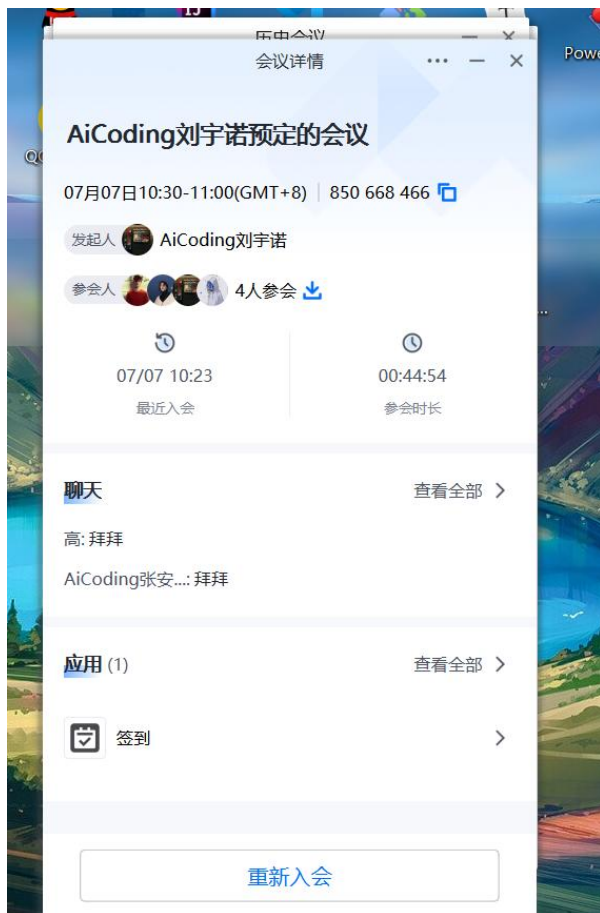 历史会议
会议详情
Powe
AiCoding刘宇诺预定的会议
07月07日10:30-11:00(GMT+8) 850 668 466
发起人 AiCoding刘宇诺
参会人 4人参会
07/07 10:23 00:44:54
最近入会 参会时长
聊天 查看全部
高: 拜拜
AiCoding张安...: 拜拜
应用 (1) 查看全部
签到
重新入会